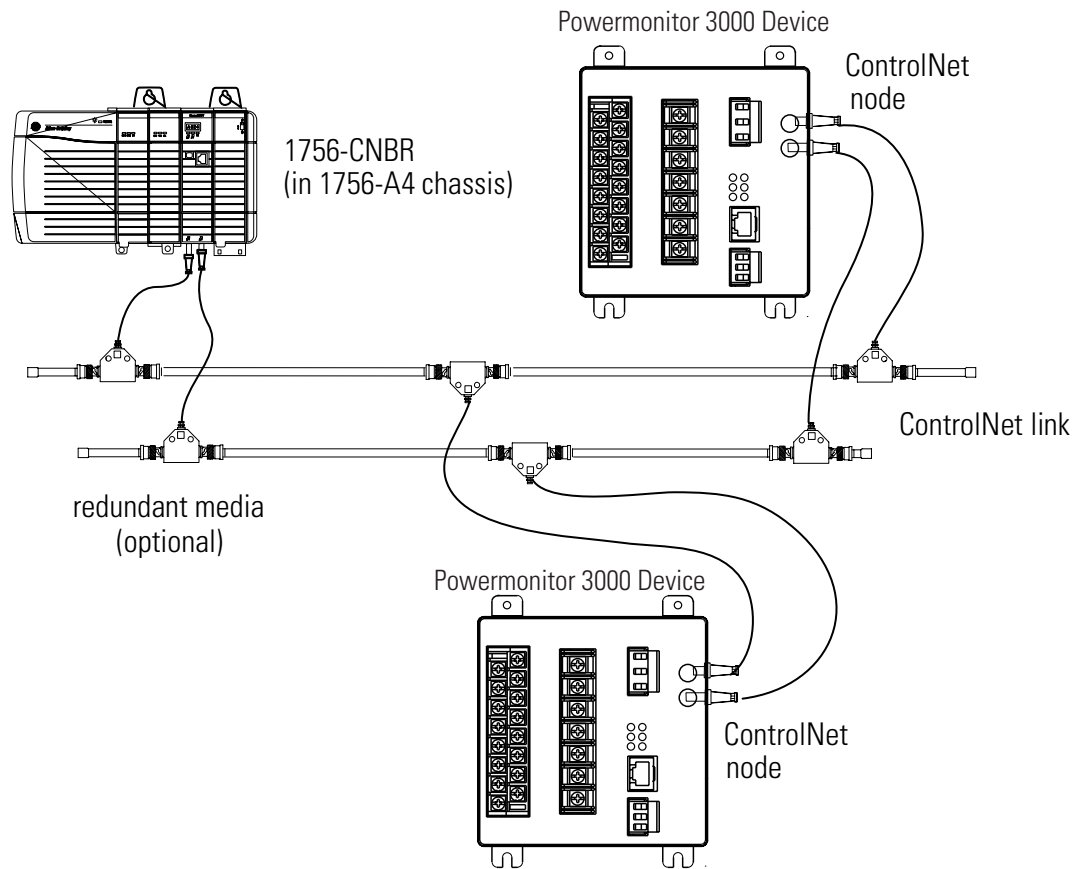 Powermonitor 3000 Device
ControlNet
node
1756-CNBR
(in 1756-A4 chassis)
ControlNet link
redundant media
(optional)
Powermonitor 3000 Device
ControlNet
node